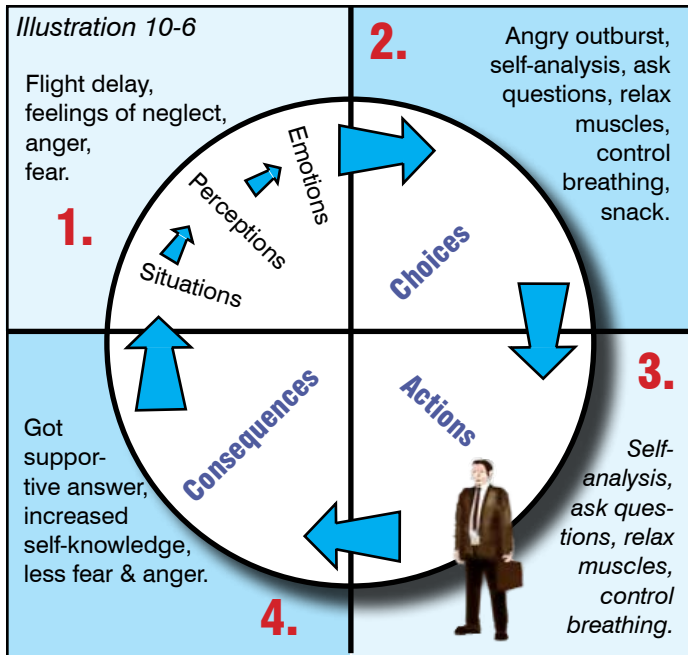 Illustration 10-6
Flight delay,
feelings of neglect,
anger,
fear.
1.
Situations
Perceptions
Emotions
2.
Angry outburst,
self-analysis, ask
questions, relax
muscles,
control
breathing,
snack.
Choices
3.
Actions
Self-
analysis,
ask ques-
tions, relax
muscles,
control
breathing.
4.
Consequences
Got
suppor-
tive answer,
increased
self-knowledge,
less fear & anger.